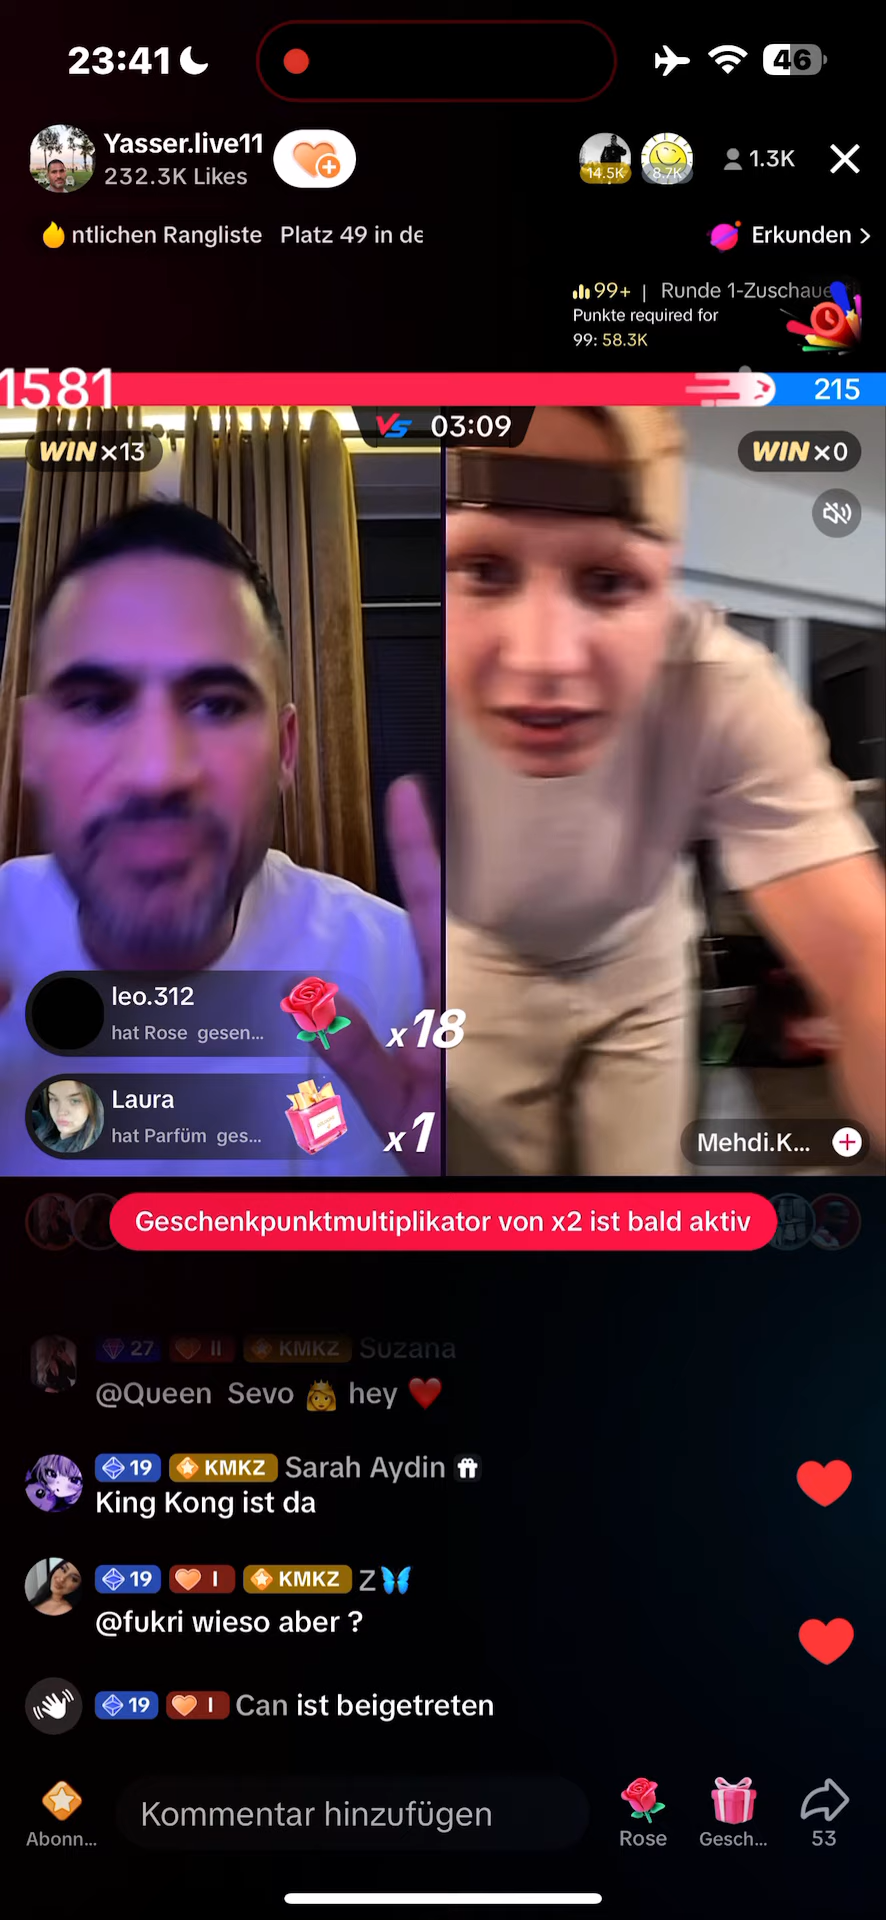 23:41
46
Yasser.live11
232.3K Likes
14.5K
8.7K
1.3K
ntlichen Rangliste Platz 49 in de
Erkunden >
99+ | Runde 1-Zuschaue
Punkte required for
99: 58.3K
1581
215
VS 03:09
WIN x13
WIN x0
leo.312
hat Rose gesen...
x18
Laura
hat Parfüm ges...
x1
Mehdi.K...
Geschenkpunktmultiplikator von x2 ist bald aktiv
27 II KMKZ Suzana
@Queen Sevo 👸 hey ❤️
19 KMKZ Sarah Aydin
King Kong ist da
19 I KMKZ Z🦋
@fukri wieso aber ?
19 I Can ist beigetreten
Kommentar hinzufügen
Abonn...
Rose
Gesch...
53